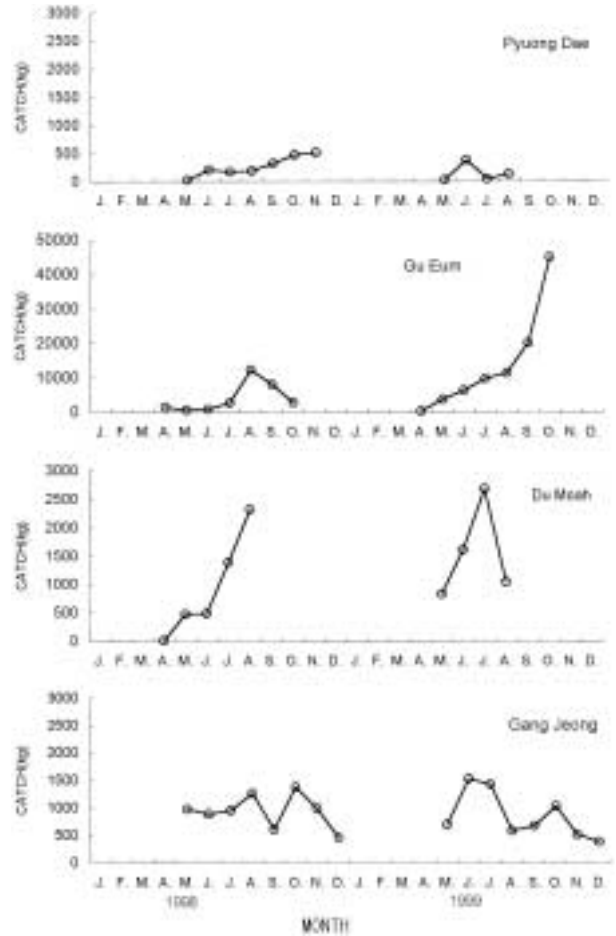 3000
2500
2000
1500
1000
500
0
CATCH(kg)
Pyuong Dae
J. F. M. A. M. J. J. A. S. O. N. D. J. F. M. A. M. J. J. A. S. O. N. D.
50000
40000
30000
20000
10000
0
CATCH(kg)
Gu Eum
J. F. M. A. M. J. J. A. S. O. N. D. J. F. M. A. M. J. J. A. S. O. N. D.
3000
2500
2000
1500
1000
500
0
CATCH(kg)
Du Moah
J. F. M. A. M. J. J. A. S. O. N. D. J. F. M. A. M. J. J. A. S. O. N. D.
3000
2500
2000
1500
1000
500
0
CATCH(kg)
Gang Jeong
J. F. M. A. M. J. J. A. S. O. N. D. J. F. M. A. M. J. J. A. S. O. N. D.
1998 1999
MONTH